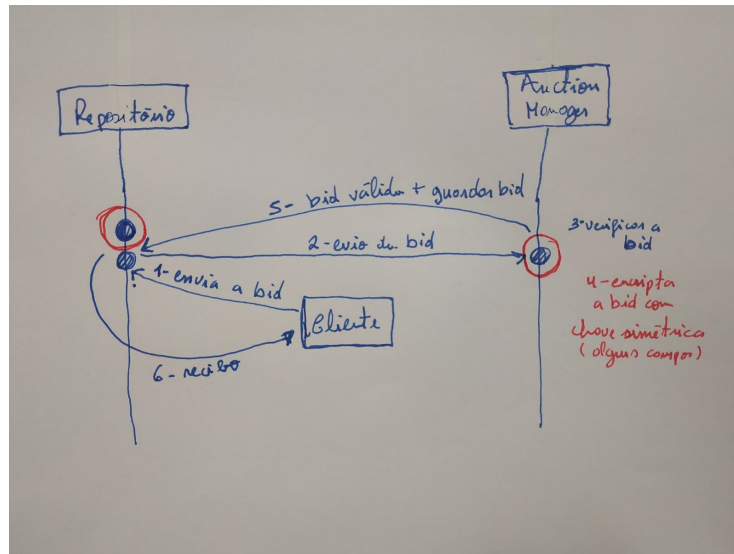 Repositório
Auction
Manager
5- bid válida + guardar bid
2-evio da bid
3-verificar a
bid
1-envia a bid
4-encripta
a bid com
chave simétrica
(alguns campos)
Cliente
6- recibo